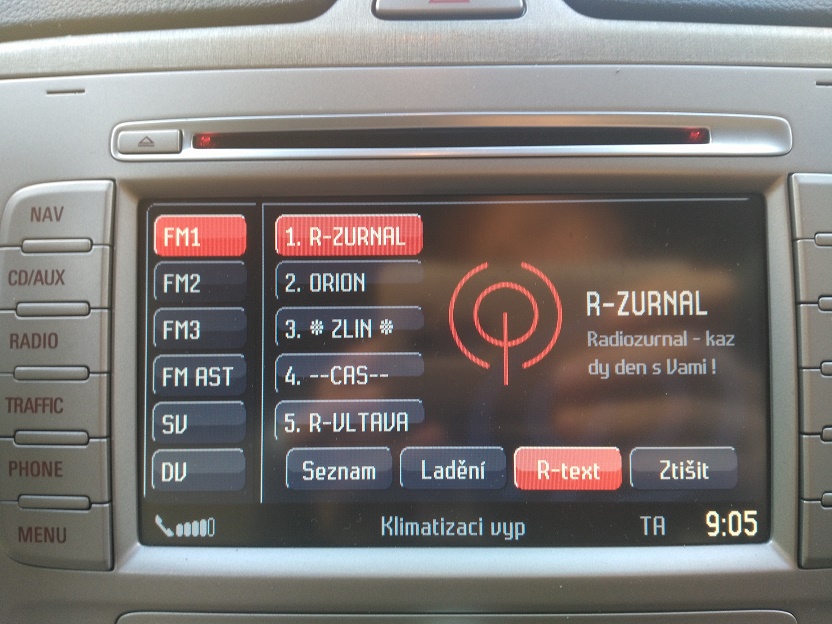 NAV
CD/AUX
RADIO
TRAFFIC
PHONE
MENU
FM1
FM2
FM3
FM AST
SV
DV
1. R-ZURNAL
2. ORION
3. * ZLIN *
4. --CAS--
5. R-VLTAVA
R-ZURNAL
Radiozurnal - kaz
dy den s Vami!
Seznam Ladění R-text Ztišit
Klimatizaci vyp TA 9:05